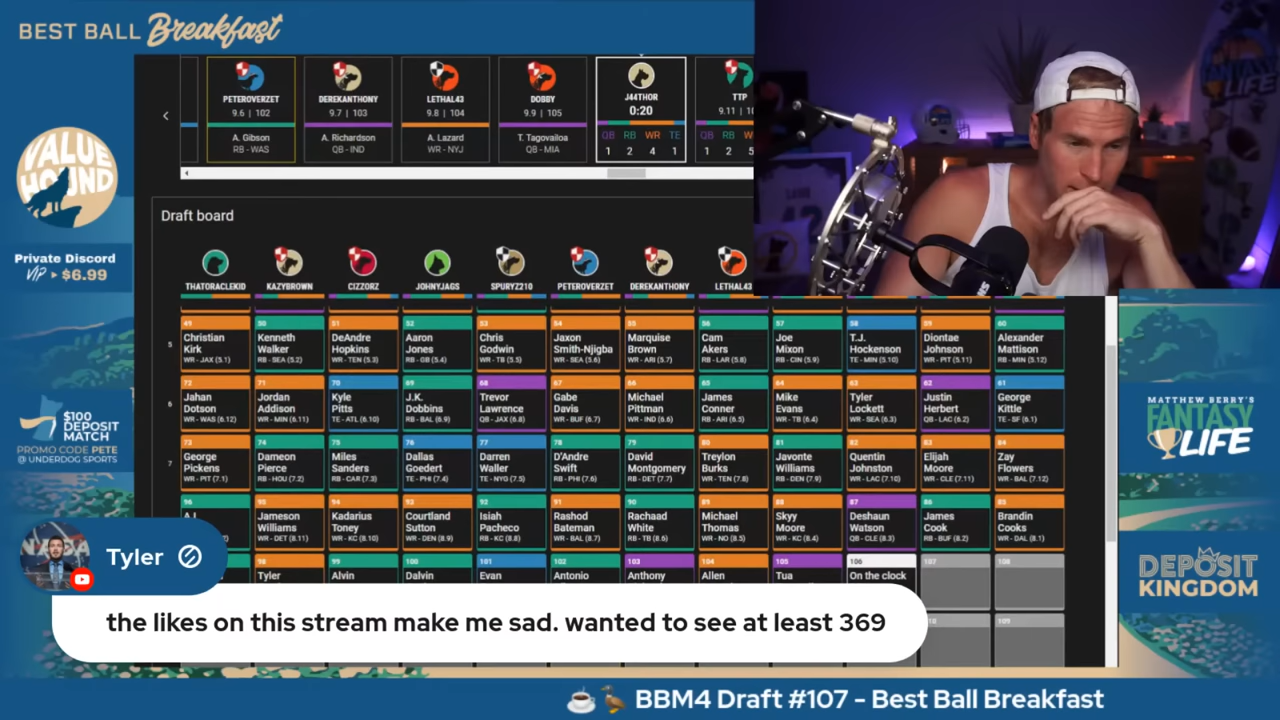 BEST BALL Breakfast
PETEROVERZET
9.6 | 102
A. Gibson
RB - WAS
DEREKANTHONY
9.7 | 103
A. Richardson
QB - IND
LETHAL43
9.8 | 104
A. Lazard
WR - NYJ
DOBBY
9.9 | 105
T. Tagovailoa
QB - MIA
J44THOR
0:20
QB RB WR TE
1 2 4 1
TTP
9.11 |
QB RB W
1 2 5
Draft board
THATORACLEKID KAZYBROWN CIZZORZ JOHNYJAGS SPURYZ210 PETEROVERZET DEREKANTHONY LETHAL43
5
49 50 51 52 53 54 55 56 57 58 59 60
Christian Kenneth DeAndre Aaron Chris Jaxon Marquise Cam Joe T.J. Diontae Alexander
Kirk Walker Hopkins Jones Godwin Smith-Njigba Brown Akers Mixon Hockenson Johnson Mattison
WR - JAX (5.1) RB - SEA (5.2) WR - TEN (5.3) RB - GB (5.4) WR - TB (5.5) WR - SEA (5.6) WR - ARI (5.7) RB - LAR (5.8) RB - CIN (5.9) TE - MIN (5.10) WR - PIT (5.11) RB - MIN (5.12)
6
72 71 70 69 68 67 66 65 64 63 62 61
Jahan Jordan Kyle J.K. Trevor Gabe Michael James Mike Tyler Justin George
Dotson Addison Pitts Dobbins Lawrence Davis Pittman Conner Evans Lockett Herbert Kittle
WR - WAS (6.12) WR - MIN (6.11) TE - ATL (6.10) RB - BAL (6.9) QB - JAX (6.8) WR - BUF (6.7) WR - IND (6.6) RB - ARI (6.5) WR - TB (6.4) WR - SEA (6.3) QB - LAC (6.2) TE - SF (6.1)
7
73 74 75 76 77 78 79 80 81 82 83 84
George Dameon Miles Dallas Darren D'Andre David Treylon Javonte Quentin Elijah Zay
Pickens Pierce Sanders Goedert Waller Swift Montgomery Burks Williams Johnston Moore Flowers
WR - PIT (7.1) RB - HOU (7.2) RB - CAR (7.3) TE - PHI (7.4) TE - NYG (7.5) RB - PHI (7.6) RB - DET (7.7) WR - TEN (7.8) RB - DEN (7.9) WR - LAC (7.10) WR - CLE (7.11) WR - BAL (7.12)
96 95 94 93 92 91 90 89 88 87 86 85
Jameson Kadarius Courtland Isiah Rashod Rachaad Michael Skyy Deshaun James Brandin
Williams Toney Sutton Pacheco Bateman White Thomas Moore Watson Cook Cooks
WR - DET (8.11) WR - KC (8.10) WR - DEN (8.9) RB - KC (8.8) WR - BAL (8.7) RB - TB (8.6) WR - NO (8.5) WR - KC (8.4) QB - CLE (8.3) RB - BUF (8.2) WR - DAL (8.1)
98 99 100 101 102 103 104 105 106 107 108
Tyler Alvin Dalvin Evan Antonio Anthony Allen Tua On the clock
109
VALUE
HOUND
Private Discord
VIP ▸ $6.99
$100
DEPOSIT
MATCH
PROMO CODE PETE
@ UNDERDOG SPORTS
MATTHEW BERRY'S
FANTASY
LIFE
DEPOSIT
KINGDOM
Tyler
the likes on this stream make me sad. wanted to see at least 369
BBM4 Draft #107 - Best Ball Breakfast